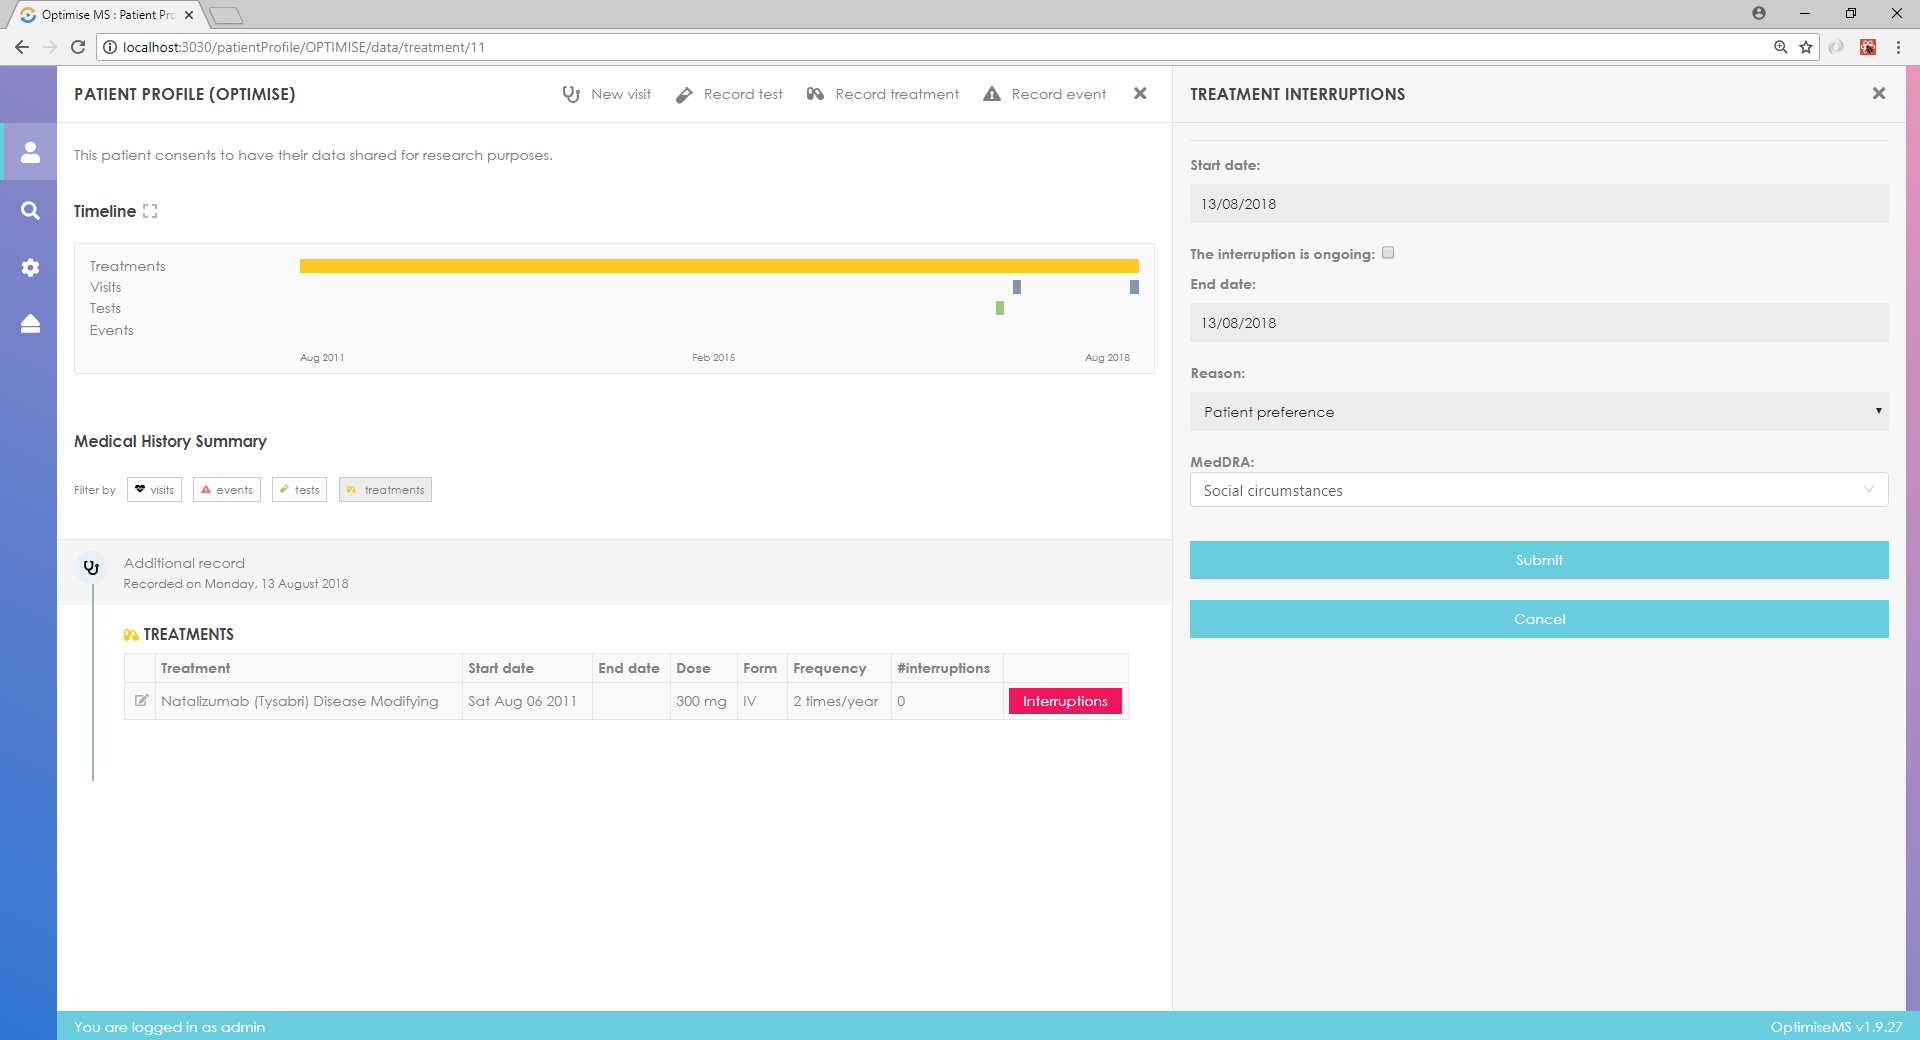 Optimise MS : Patient Pro
localhost:3030/patientProfile/OPTIMISE/data/treatment/11
PATIENT PROFILE (OPTIMISE)
New visit
Record test
Record treatment
Record event
This patient consents to have their data shared for research purposes.
Timeline
Treatments
Visits
Tests
Events
Aug 2011
Feb 2015
Aug 2018
Medical History Summary
Filter by
visits
events
tests
treatments
Additional record
Recorded on Monday, 13 August 2018
TREATMENTS
Treatment Start date End date Dose Form Frequency #interruptions
Natalizumab (Tysabri) Disease Modifying Sat Aug 06 2011 300 mg IV 2 times/year 0 Interruptions
TREATMENT INTERRUPTIONS
Start date:
13/08/2018
The interruption is ongoing:
End date:
13/08/2018
Reason:
Patient preference
MedDRA:
Social circumstances
Submit
Cancel
You are logged in as admin
OptimiseMS v1.9.27